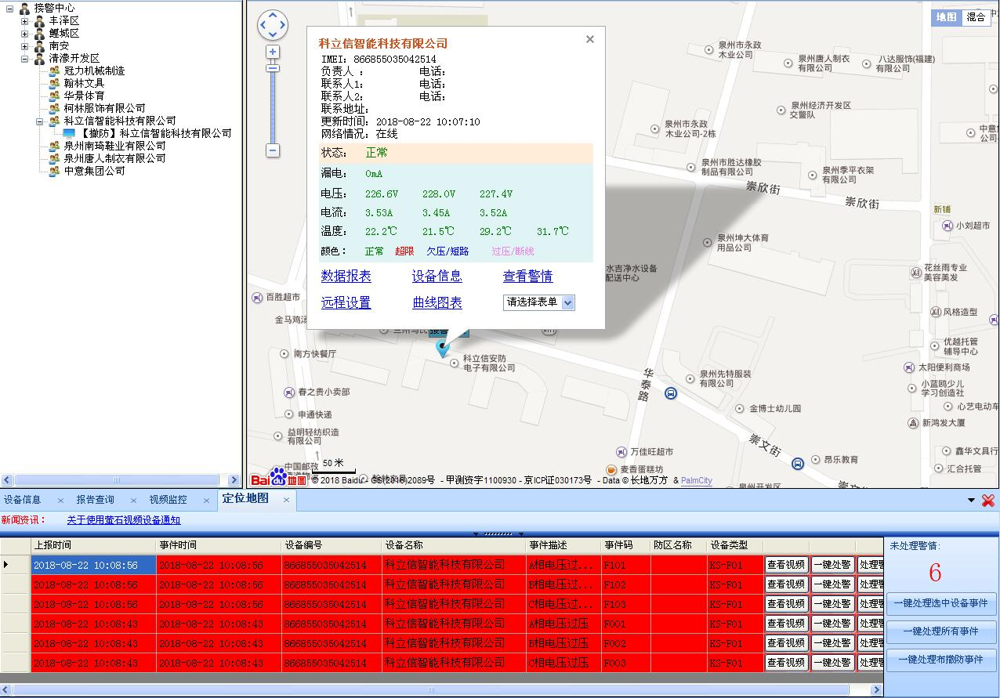 接警中心
丰泽区
鲤城区
南安
清濛开发区
冠力机械制造
翰林文具
华景体育
柯林服饰有限公司
科立信智能科技有限公司
【撤防】科立信智能科技有限公司
泉州南琦鞋业有限公司
泉州唐人制衣有限公司
中意集团公司
地图 混合
科立信智能科技有限公司
IMEI: 866855035042514
负责人 : 电话:
联系人1: 电话:
联系人2: 电话:
联系地址:
更新时间: 2018-08-22 10:07:10
网络情况: 在线
状态: 正常
漏电: 0mA
电压: 226.6V 228.0V 227.4V
电流: 3.53A 3.45A 3.52A
温度: 22.2℃ 21.5℃ 29.2℃ 31.7℃
颜色: 正常 超限 欠压/短路 过压/断线
数据报表 设备信息 查看警情
远程设置 曲线图表 请选择表单
泉州市永政
木业公司
泉州唐人制衣
有限公司
八达服饰(福建)
有限公司
泉州经济开发区
交警队
泉州市永政
木业公司-2栋
中意
公司
泉州市胜达橡胶
制品有限公司
泉州季平衣架
有限公司
崇欣街
崇欣街
新铺
小刘超市
泉州坤大体育
用品公司
水吉净水设备
配送中心
花丝雨专业
美容美发
百胜超市
金马鸡汤
风格造型
南方快餐厅
科立信安防
电子有限公司
优越托管
辅导中心
太阳便利商场
华泰路
泉州先特服装
有限公司
小蓝鸥少儿
学习创造社
春之贵小卖部
申通快递
金博士幼儿园
心艺电动车
新鸿发大厦
益明轻纺织造
有限公司
崇文街
万佳旺超市
昂乐教育
鑫华文具行
汇合托管
中国邮政
麦香蛋糕坊
50 米
Bai 地图
© 2018 Baidu - GS(2016)2089号 - 甲测资字1100930 - 京ICP证030173号 - Data © 长地万方 & PalmCity
设备信息 × 报告查询 × 视频监控 × 定位地图 ×
新闻资讯: 关于使用萤石视频设备通知
上报时间 事件时间 设备编号 设备名称 事件描述 事件码 防区名称 设备类型
2018-08-22 10:08:56 2018-08-22 10:08:56 866855035042514 科立信智能科技有限公司 A相电压过... F101 KS-F01 查看视频 一键处警 处理警
2018-08-22 10:08:56 2018-08-22 10:08:56 866855035042514 科立信智能科技有限公司 B相电压过... F102 KS-F01 查看视频 一键处警 处理警
2018-08-22 10:08:56 2018-08-22 10:08:56 866855035042514 科立信智能科技有限公司 C相电压过... F103 KS-F01 查看视频 一键处警 处理警
2018-08-22 10:08:43 2018-08-22 10:08:43 866855035042514 科立信智能科技有限公司 A相电压过压 F001 KS-F01 查看视频 一键处警 处理警
2018-08-22 10:08:43 2018-08-22 10:08:43 866855035042514 科立信智能科技有限公司 B相电压过压 F002 KS-F01 查看视频 一键处警 处理警
2018-08-22 10:08:43 2018-08-22 10:08:43 866855035042514 科立信智能科技有限公司 C相电压过压 F003 KS-F01 查看视频 一键处警 处理警
未处理警情:
6
一键处理选中设备事件
一键处理所有事件
一键处理布撤防事件